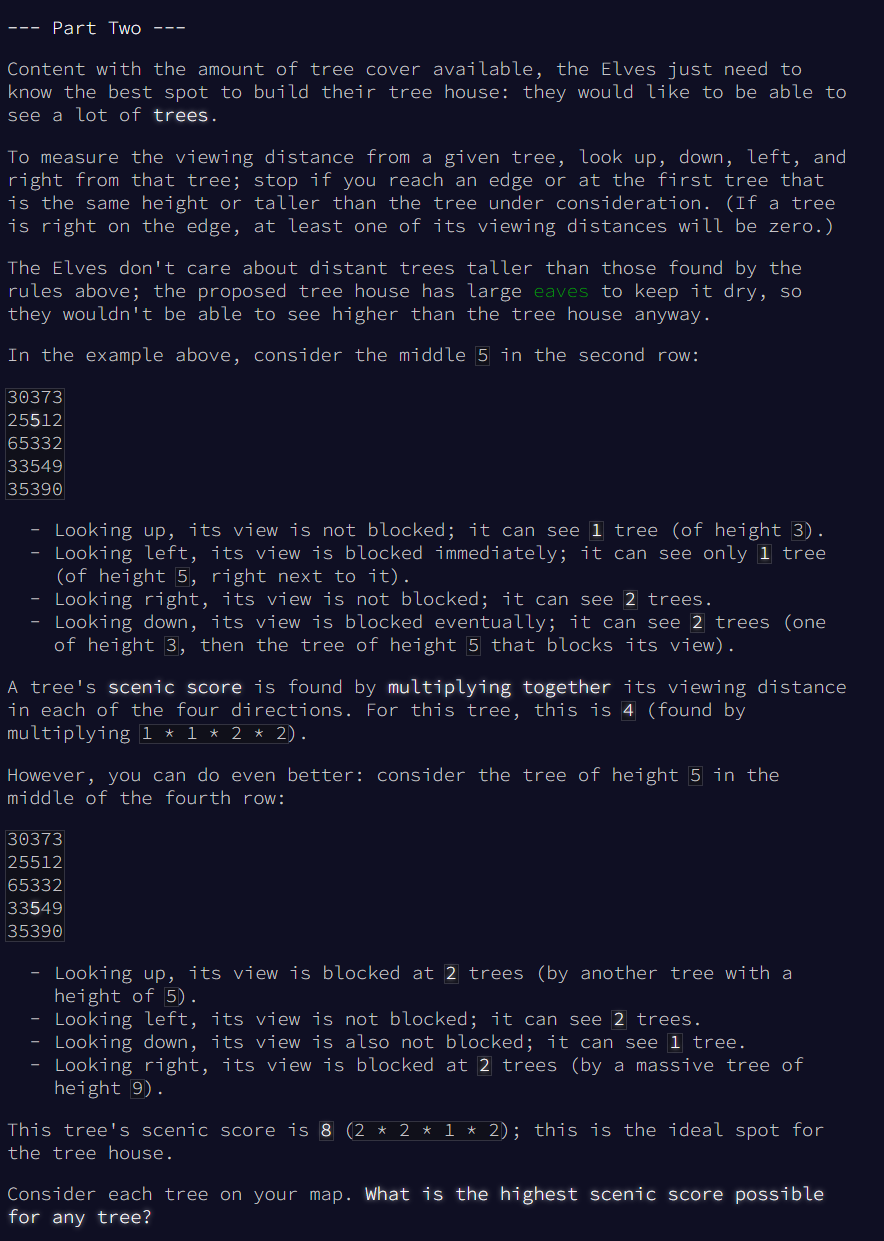 --- Part Two ---
Content with the amount of tree cover available, the Elves just need to
know the best spot to build their tree house: they would like to be able to
see a lot of trees.
To measure the viewing distance from a given tree, look up, down, left, and
right from that tree; stop if you reach an edge or at the first tree that
is the same height or taller than the tree under consideration. (If a tree
is right on the edge, at least one of its viewing distances will be zero.)
The Elves don't care about distant trees taller than those found by the
rules above; the proposed tree house has large eaves to keep it dry, so
they wouldn't be able to see higher than the tree house anyway.
In the example above, consider the middle 5 in the second row:
30373
25512
65332
33549
35390
- Looking up, its view is not blocked; it can see 1 tree (of height 3).
- Looking left, its view is blocked immediately; it can see only 1 tree
(of height 5, right next to it).
- Looking right, its view is not blocked; it can see 2 trees.
- Looking down, its view is blocked eventually; it can see 2 trees (one
of height 3, then the tree of height 5 that blocks its view).
A tree's scenic score is found by multiplying together its viewing distance
in each of the four directions. For this tree, this is 4 (found by
multiplying 1 * 1 * 2 * 2).
However, you can do even better: consider the tree of height 5 in the
middle of the fourth row:
30373
25512
65332
33549
35390
- Looking up, its view is blocked at 2 trees (by another tree with a
height of 5).
- Looking left, its view is not blocked; it can see 2 trees.
- Looking down, its view is also not blocked; it can see 1 tree.
- Looking right, its view is blocked at 2 trees (by a massive tree of
height 9).
This tree's scenic score is 8 (2 * 2 * 1 * 2); this is the ideal spot for
the tree house.
Consider each tree on your map. What is the highest scenic score possible
for any tree?